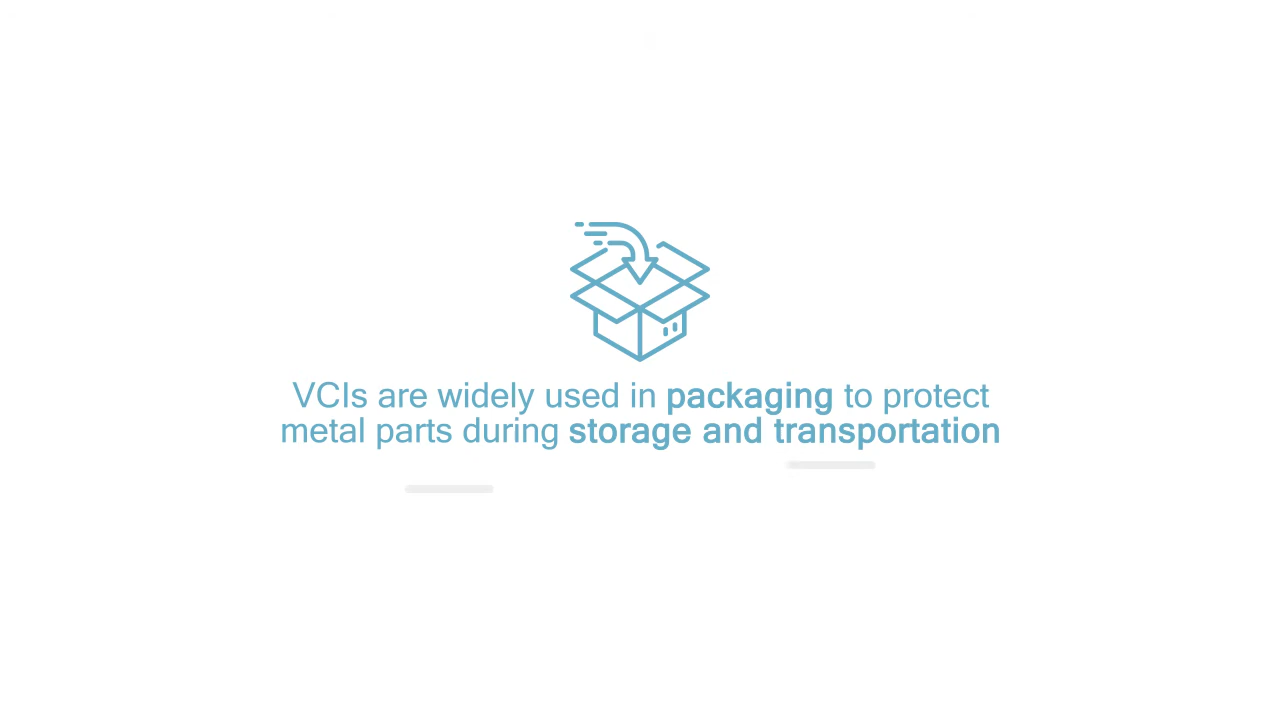 VCIs are widely used in packaging to protect
metal parts during storage and transportation